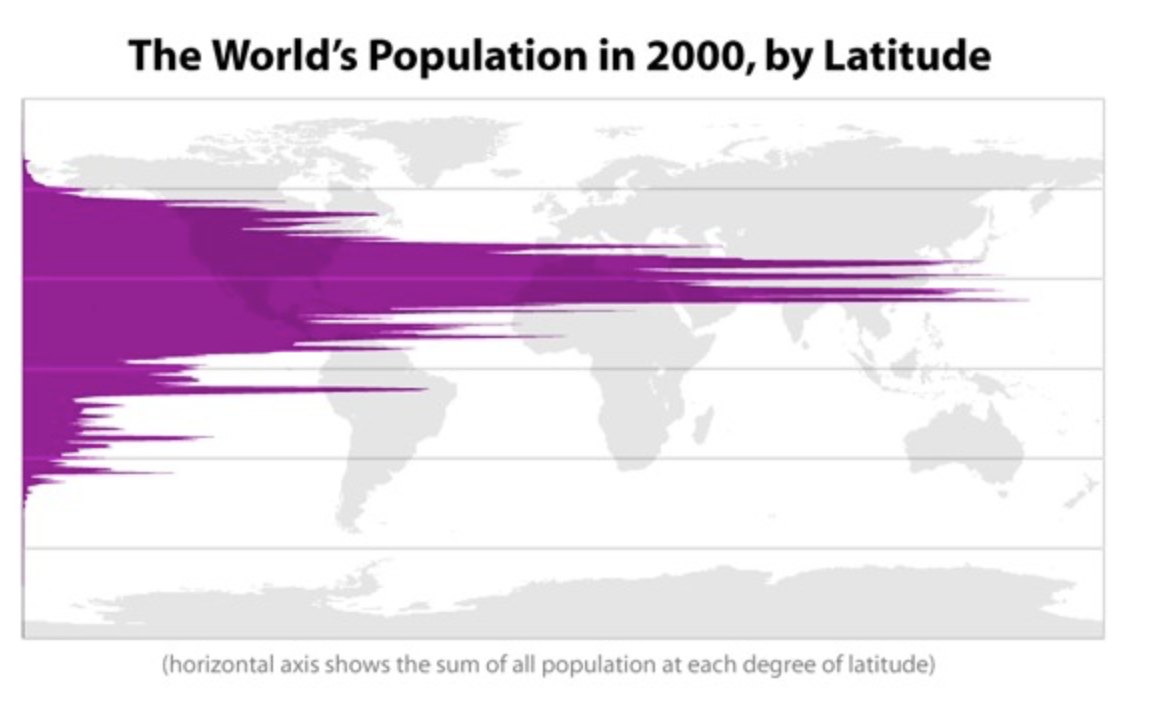 The World’s Population in 2000, by Latitude
(horizontal axis shows the sum of all population at each degree of latitude)